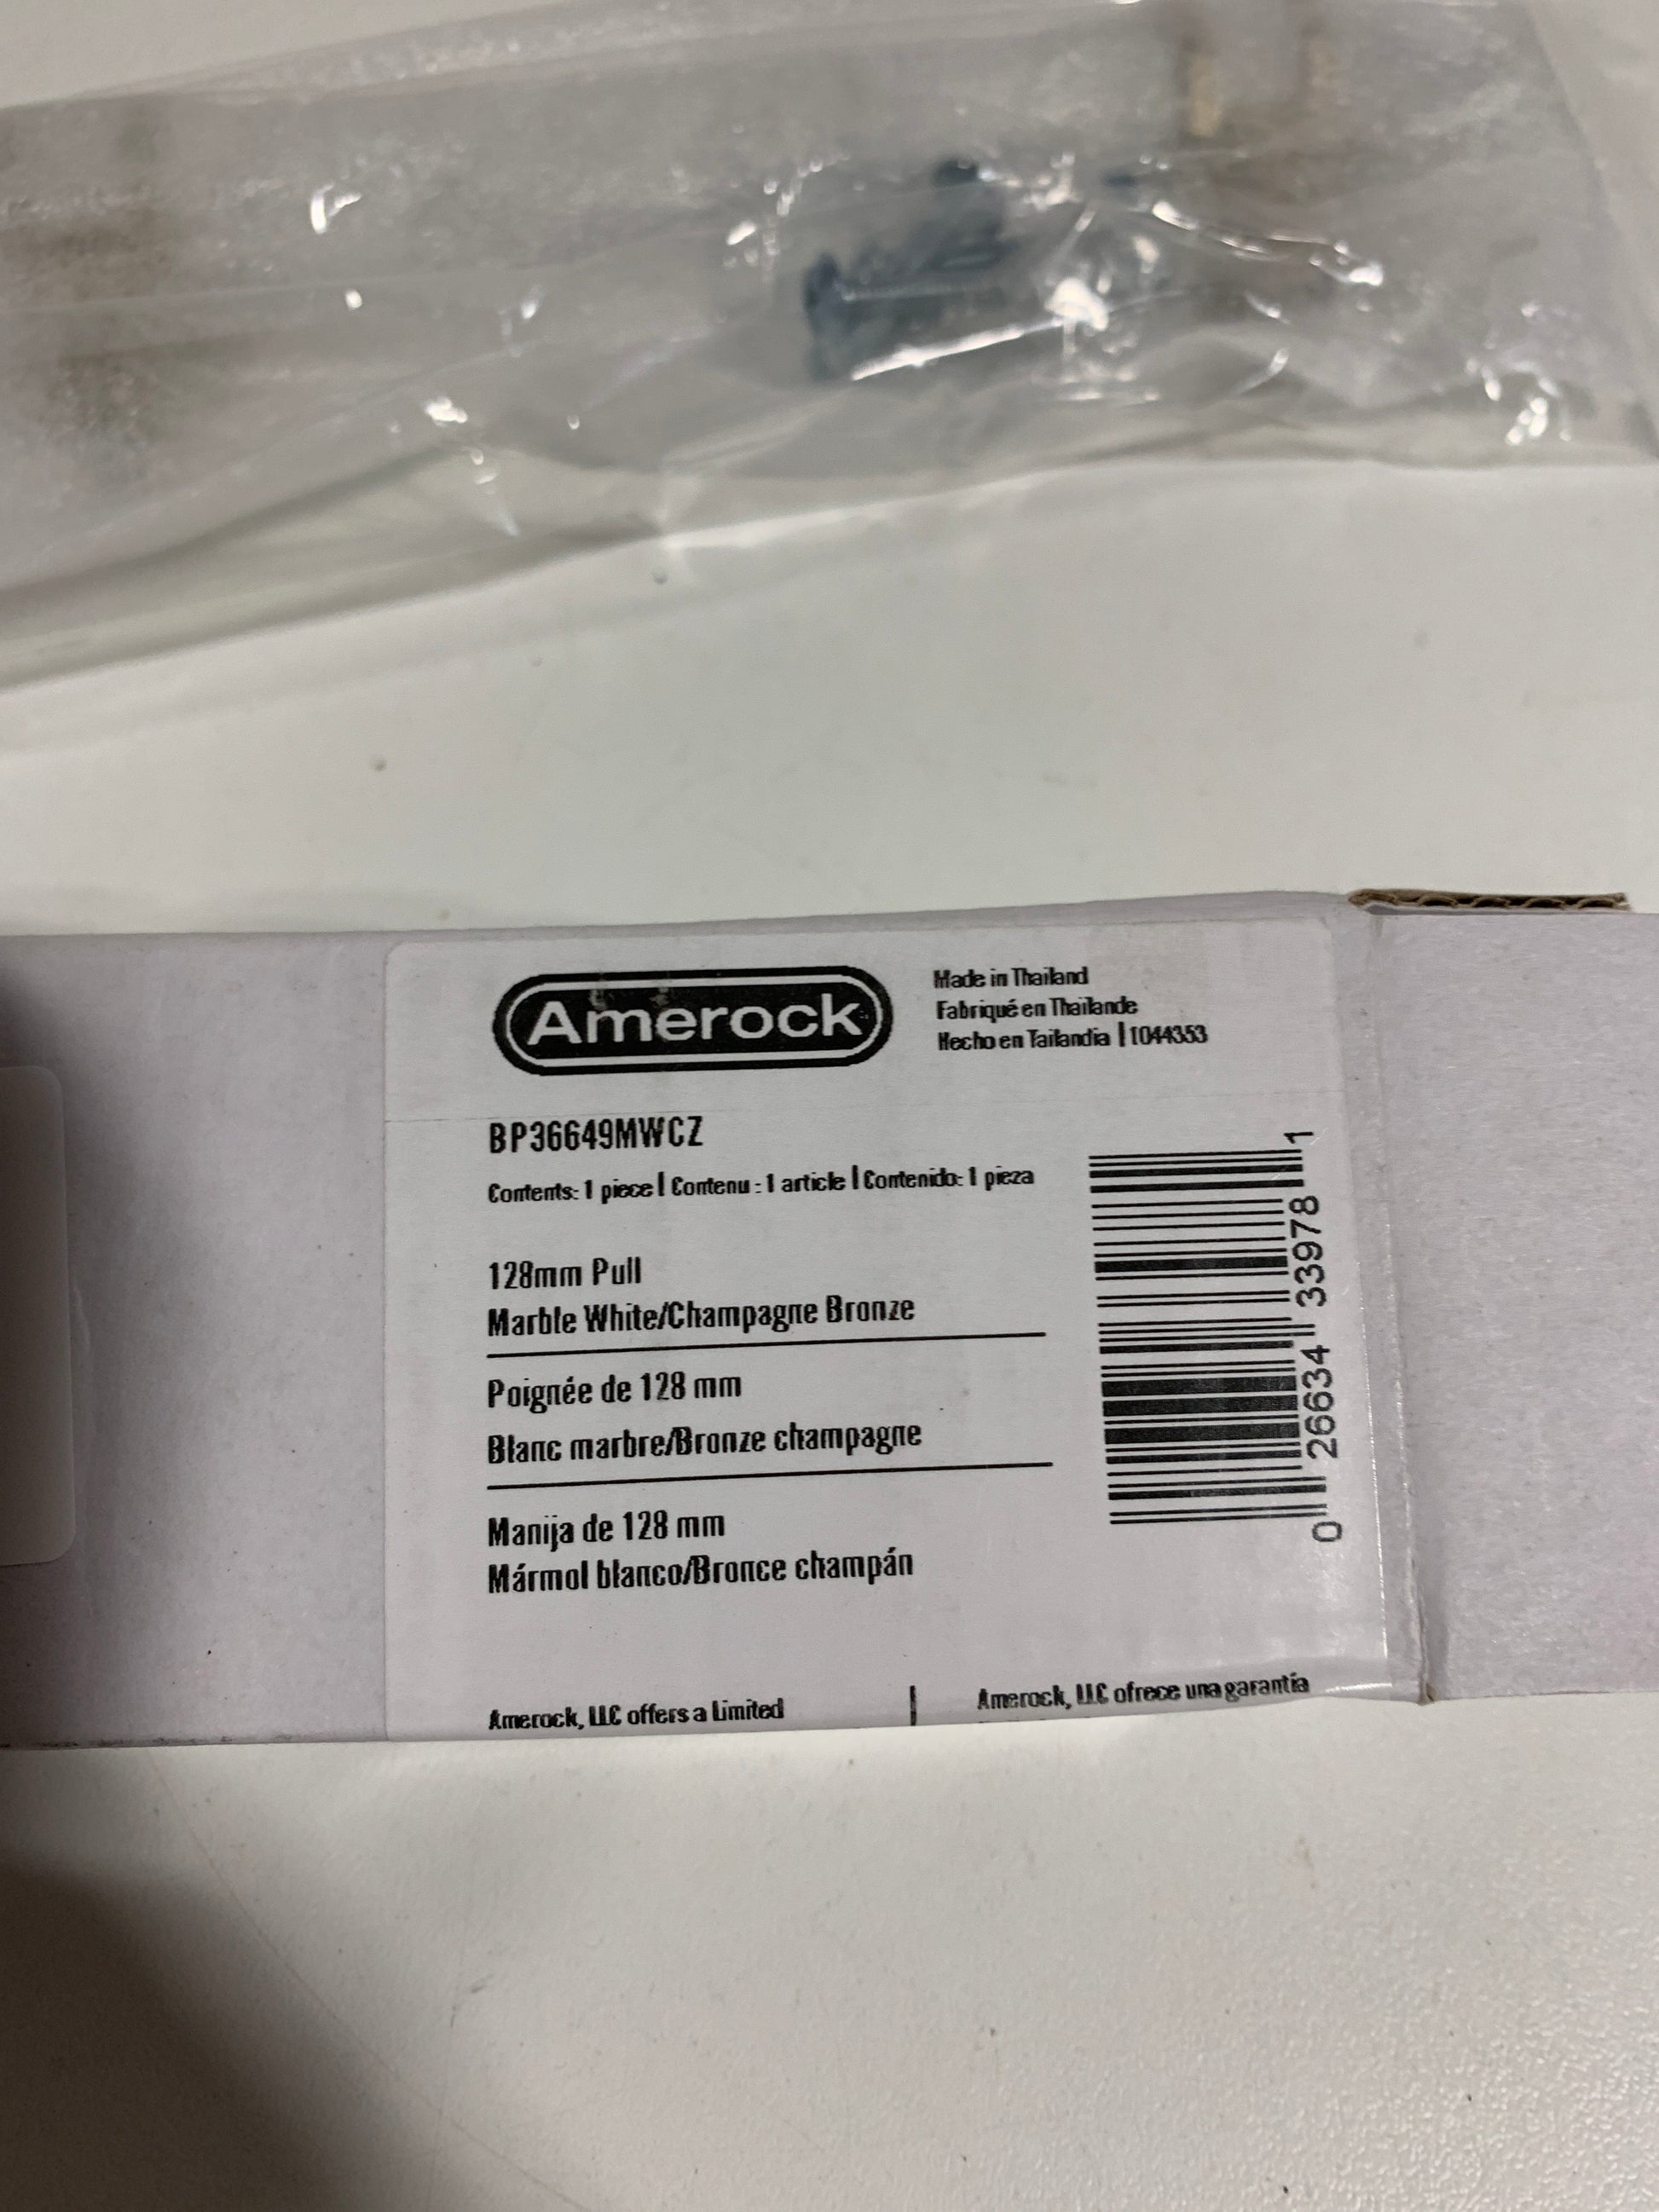 Amerock
Made in Thailand
Fabriqué en Thaïlande
Hecho en Tailandia | 1044353
BP36649MWCZ
Contents: 1 piece | Contenu : 1 article | Contenido: 1 pieza
128mm Pull
Marble White/Champagne Bronze
Poignée de 128 mm
Blanc marbre/Bronze champagne
Manija de 128 mm
Mármol blanco/Bronce champán
0 26634 33978 1
Amerock, LLC offers a Limited
Amerock, LLC ofrece una garantía